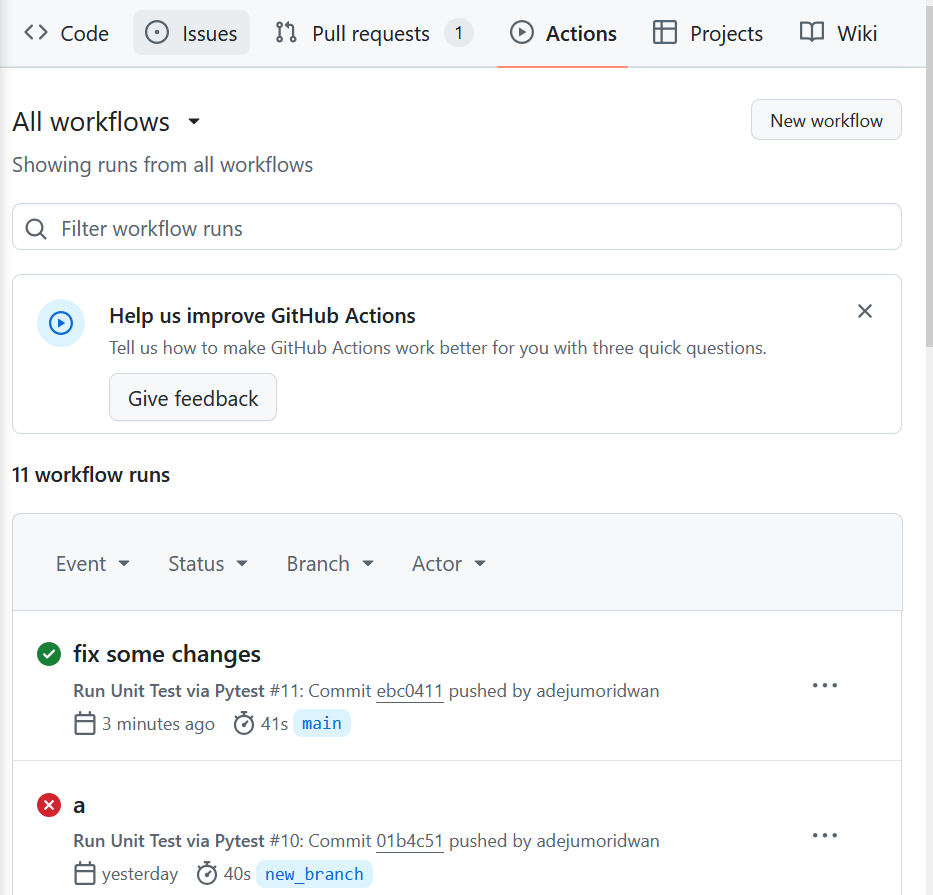 Code Issues Pull requests 1 Actions Projects Wiki
All workflows
New workflow
Showing runs from all workflows
Filter workflow runs
Help us improve GitHub Actions
Tell us how to make GitHub Actions work better for you with three quick questions.
Give feedback
11 workflow runs
Event Status Branch Actor
fix some changes
Run Unit Test via Pytest #11: Commit ebc0411 pushed by adejumoridwan
3 minutes ago 41s main
a
Run Unit Test via Pytest #10: Commit 01b4c51 pushed by adejumoridwan
yesterday 40s new_branch